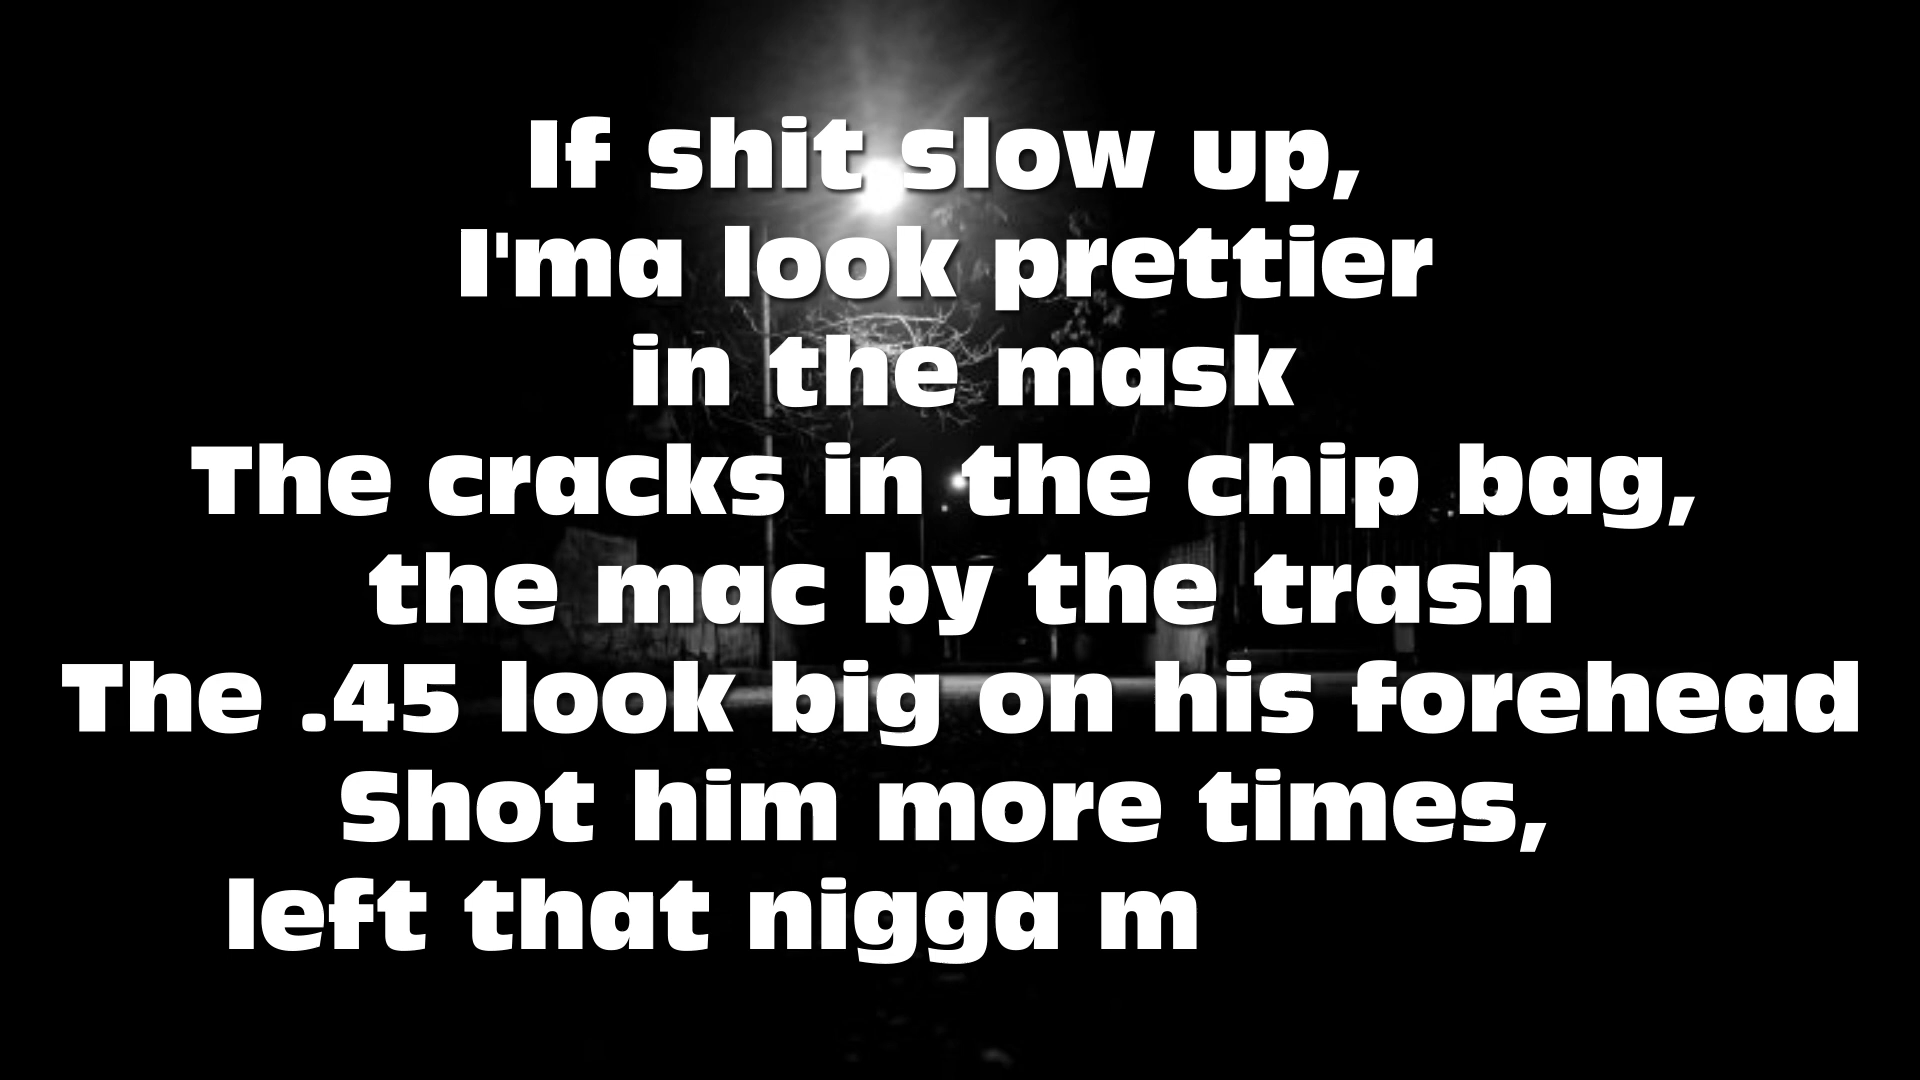 If shit slow up,
I'ma look prettier
in the mask
The cracks in the chip bag,
the mac by the trash
The .45 look big on his forehead
Shot him more times,
left that nigga m